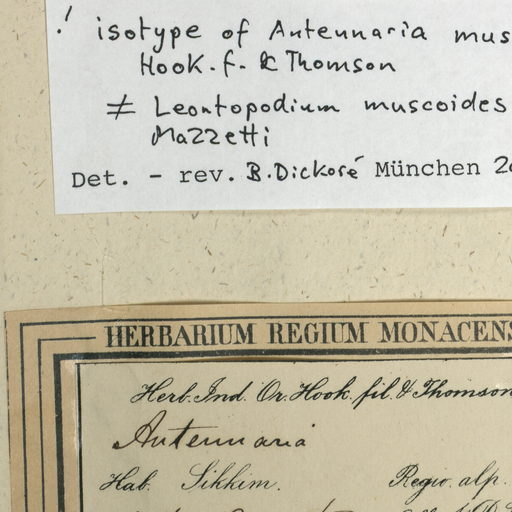 ! isotype of Antennaria mus
Hook. f. & Thomson
≠ Leontopodium muscoides
Mazzetti
Det. - rev. B. Dickoré München 20
HERBARIUM REGIUM MONACENS
Herb. Ind. Or. Hook. fil. & Thomson
Antennaria
Hab. Sikkim. Regio. alp.